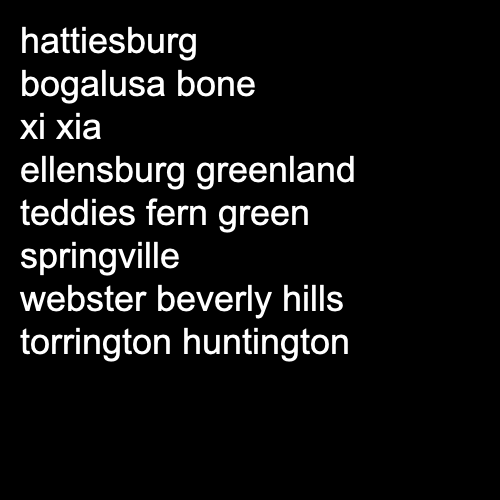 hattiesburg
bogalusa bone
xi xia
ellensburg greenland
teddies fern green
springville
webster beverly hills
torrington huntington